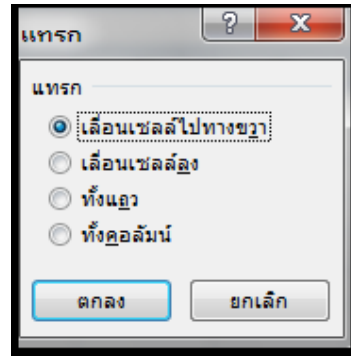 แทรก
?
X
แทรก
เลื่อนเซลล์ไปทางขวา
เลื่อนเซลล์ลง
ทั้งแถว
ทั้งคอลัมน์
ตกลง
ยกเลิก